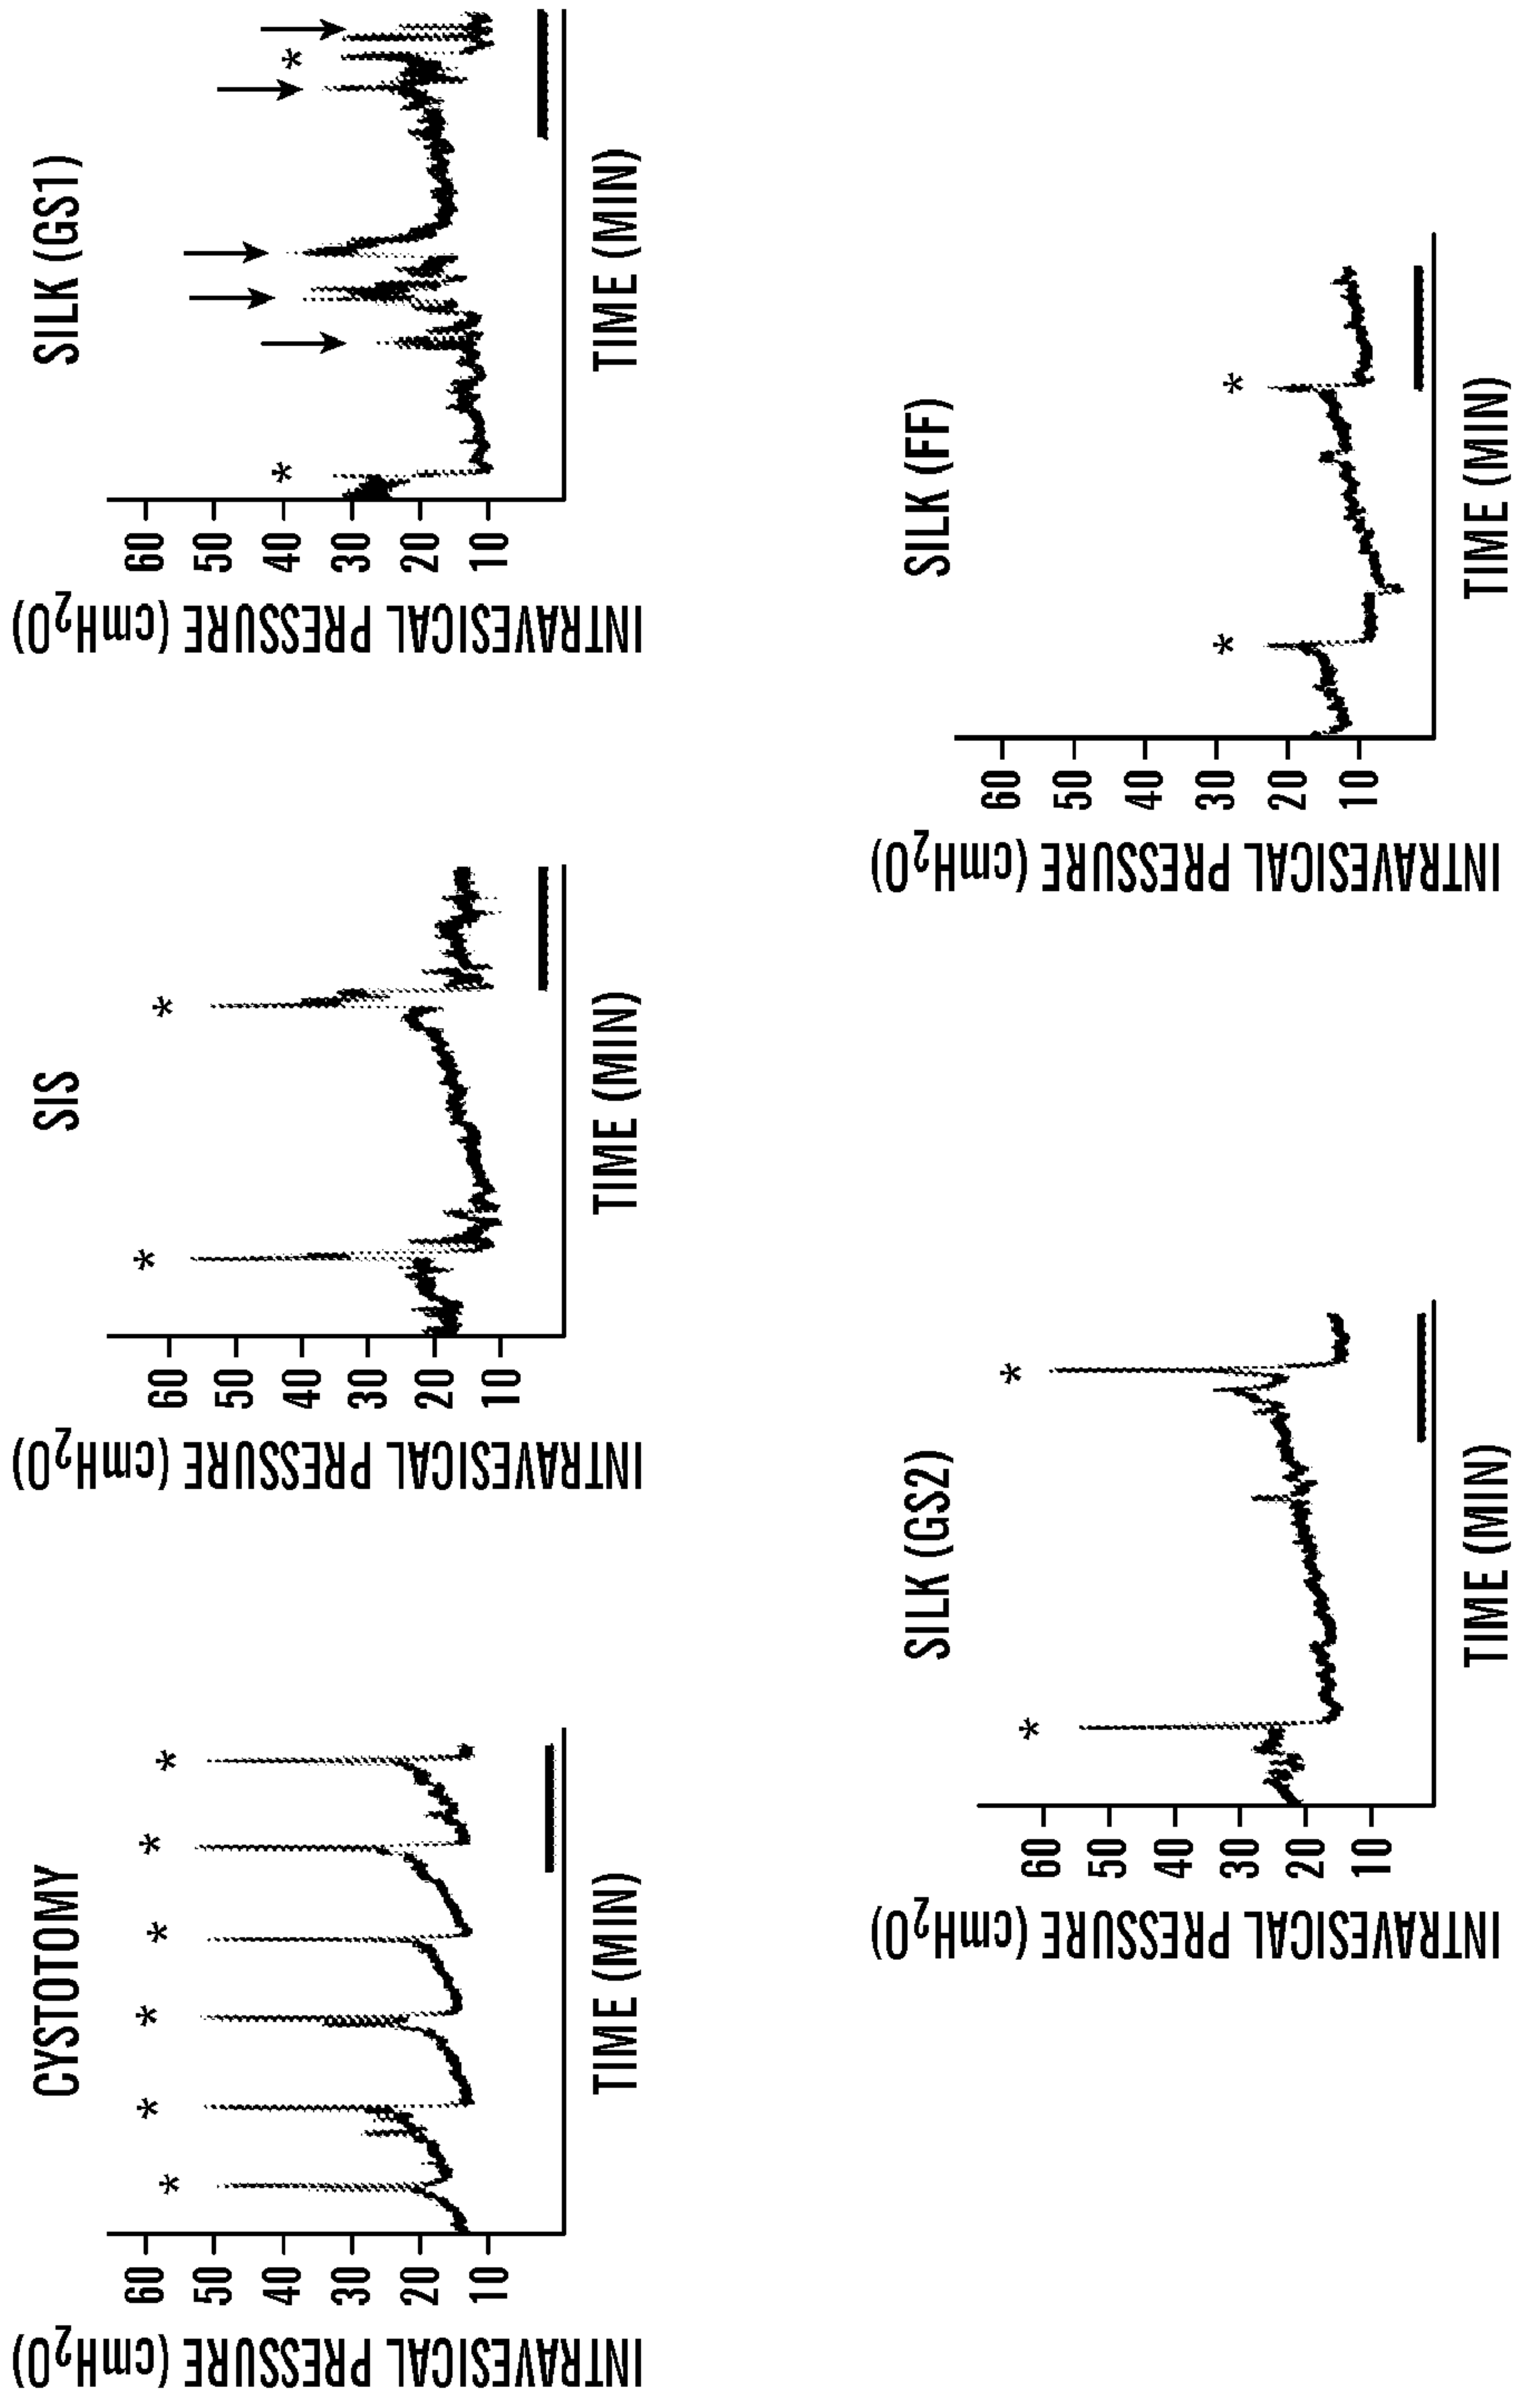 CYSTOTOMY
INTRAVESICAL PRESSURE (cmH2O)
60
50
40
30
20
10
* * * * * *
TIME (MIN)
SIS
INTRAVESICAL PRESSURE (cmH2O)
60
50
40
30
20
10
* *
TIME (MIN)
SILK (GS1)
INTRAVESICAL PRESSURE (cmH2O)
60
50
40
30
20
10
* *
TIME (MIN)
SILK (GS2)
INTRAVESICAL PRESSURE (cmH2O)
60
50
40
30
20
10
* *
TIME (MIN)
SILK (FF)
INTRAVESICAL PRESSURE (cmH2O)
60
50
40
30
20
10
* *
TIME (MIN)